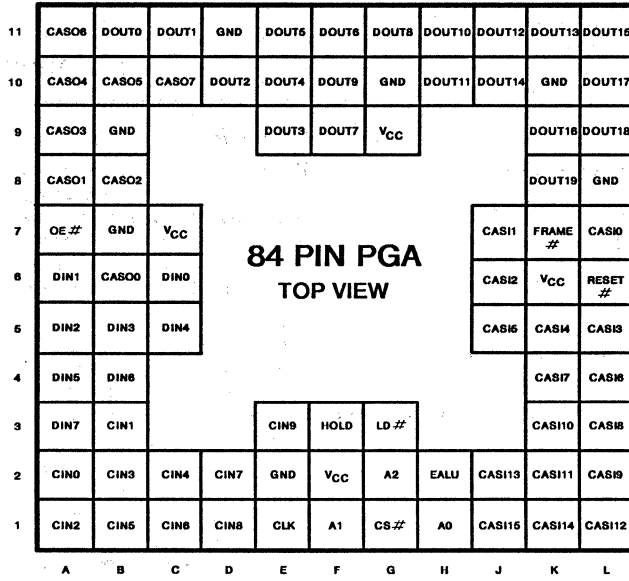 11 CASO6 DOUT0 DOUT1 GND DOUT5 DOUT6 DOUT8 DOUT10 DOUT12 DOUT13 DOUT15
10 CASO4 CASO5 CASO7 DOUT2 DOUT4 DOUT9 GND DOUT11 DOUT14 GND DOUT17
9 CASO3 GND DOUT3 DOUT7 VCC DOUT16 DOUT18
8 CASO1 CASO2 DOUT19 GND
7 OE# GND VCC CASI1 FRAME# CASI0
84 PIN PGA
TOP VIEW
6 DIN1 CASO0 DIN0 CASI2 VCC RESET#
5 DIN2 DIN3 DIN4 CASI5 CASI4 CASI3
4 DIN5 DIN6 CASI7 CASI6
3 DIN7 CIN1 CIN9 HOLD LD# CASI10 CASI8
2 CIN0 CIN3 CIN4 CIN7 GND VCC A2 EALU CASI13 CASI11 CASI9
1 CIN2 CIN5 CIN6 CIN8 CLK A1 CS# A0 CASI15 CASI14 CASI12
A B C D E F G H J K L